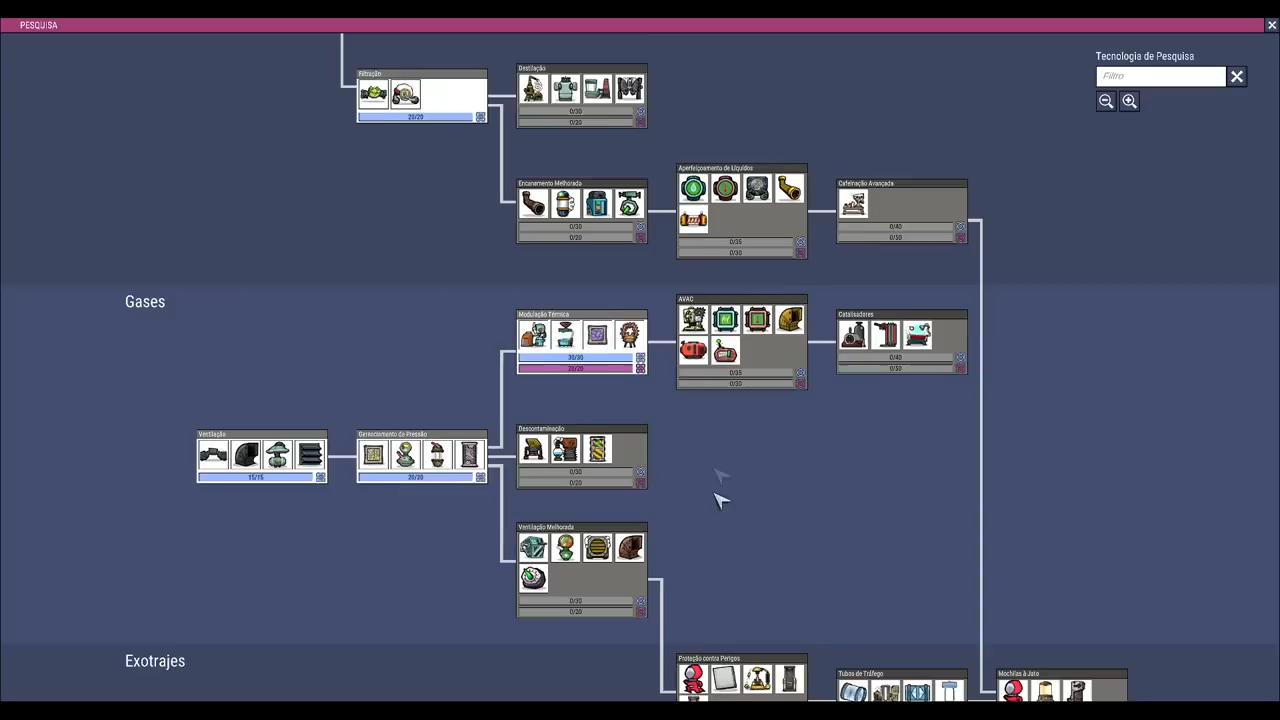 PESQUISA
Tecnologia de Pesquisa
Filtro
Filtração
20/20
Destilação
0/30
0/20
Encanamento Melhorado
0/30
0/20
Aperfeiçoamento de Líquidos
0/35
0/30
Cafeinação Avançada
0/40
0/50
Gases
Modulação Térmica
30/30
20/20
AVAC
0/35
0/30
Catalisadores
0/40
0/50
Ventilação
15/15
Gerenciamento de Pressão
20/20
Descontaminação
0/30
0/20
Ventilação Melhorada
0/30
0/20
Exotrajes
Proteção contra Perigos
Tubos de Tráfego
Mochilas à Jato